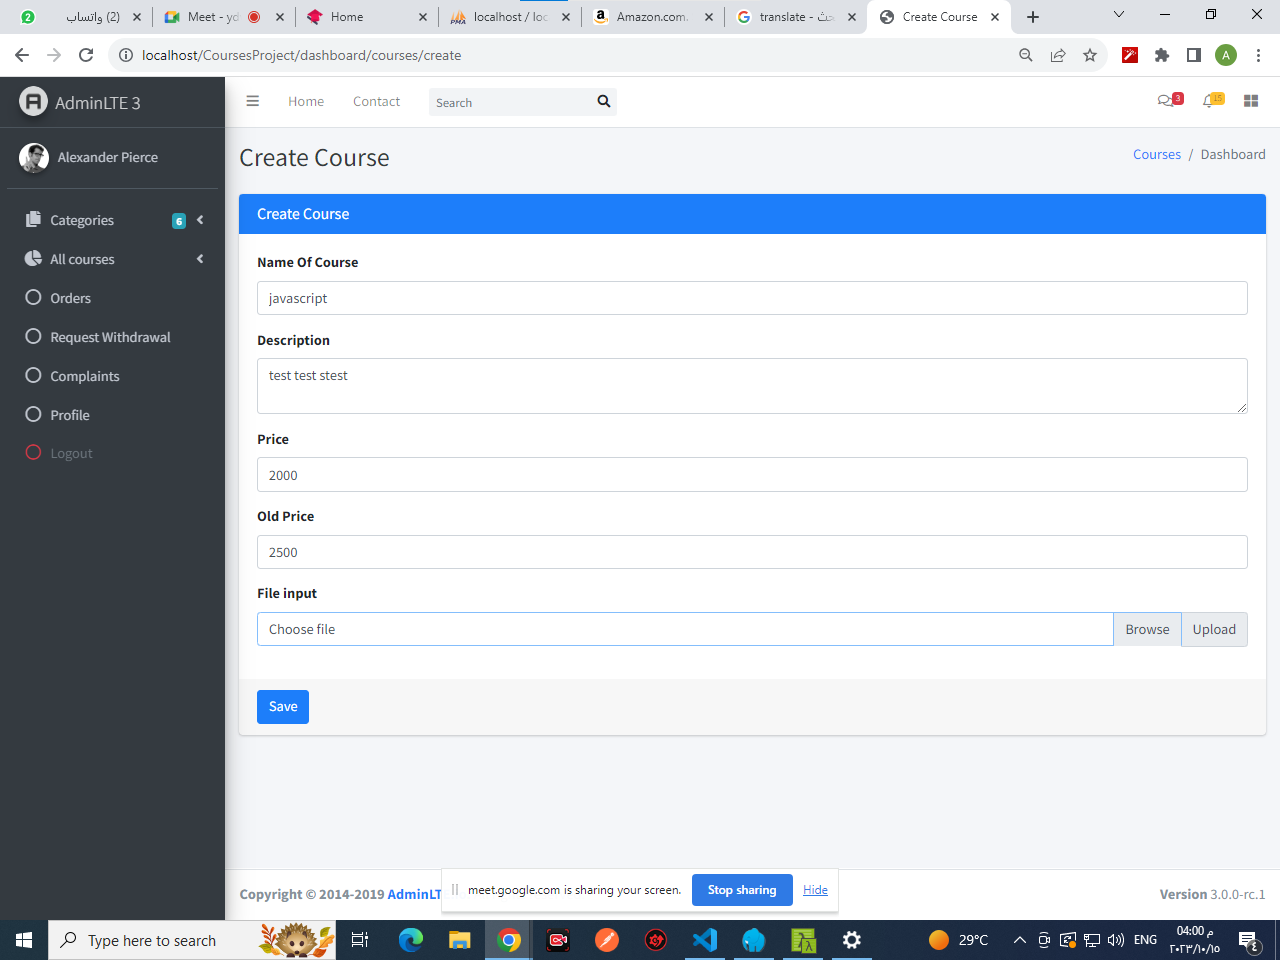 واتساب (2)
Meet - yd
Home
localhost / loc
Amazon.com.
translate - بحث
Create Course
localhost/CoursesProject/dashboard/courses/create
A
AdminLTE 3
Home
Contact
Search
3
15
Alexander Pierce
Create Course
Courses / Dashboard
Categories
6
All courses
Orders
Request Withdrawal
Complaints
Profile
Logout
Create Course
Name Of Course
javascript
Description
test test stest
Price
2000
Old Price
2500
File input
Choose file
Browse
Upload
Save
Copyright © 2014-2019 AdminLT
meet.google.com is sharing your screen.
Stop sharing
Hide
Version 3.0.0-rc.1
Type here to search
29°C
ENG
04:00 م
٢٠٢٣/١٠/١٥
٤